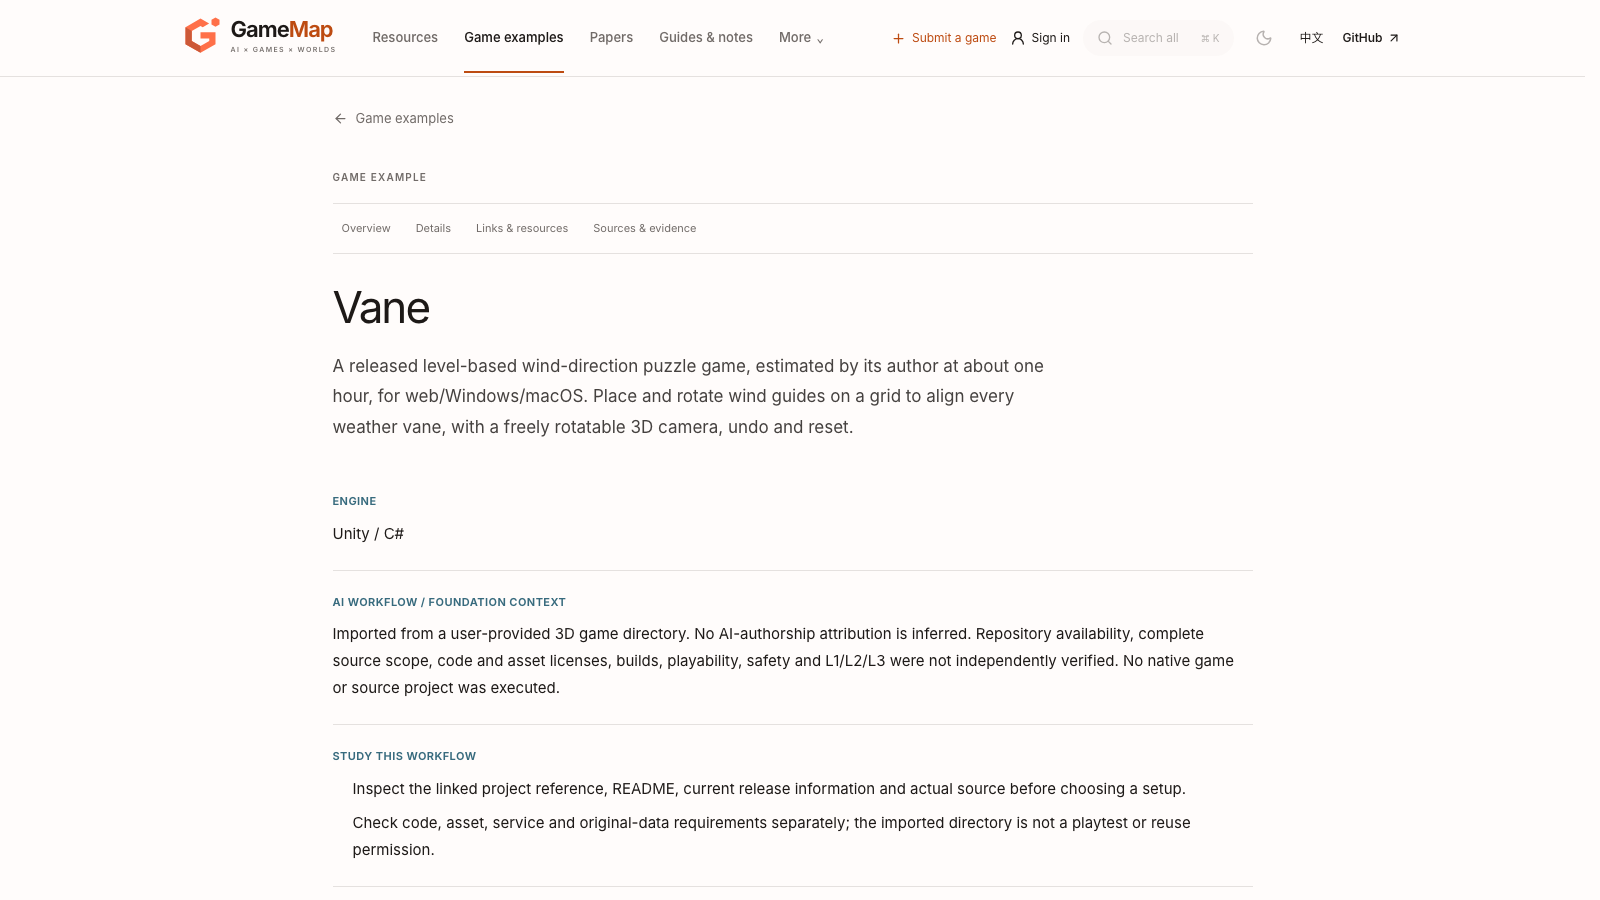 GameMap
AI × GAMES × WORLDS
Resources
Game examples
Papers
Guides & notes
More
Submit a game
Sign in
Search all
⌘ K
中文
GitHub
Game examples
GAME EXAMPLE
Overview
Details
Links & resources
Sources & evidence
Vane
A released level-based wind-direction puzzle game, estimated by its author at about one
hour, for web/Windows/macOS. Place and rotate wind guides on a grid to align every
weather vane, with a freely rotatable 3D camera, undo and reset.
ENGINE
Unity / C#
AI WORKFLOW / FOUNDATION CONTEXT
Imported from a user-provided 3D game directory. No AI-authorship attribution is inferred. Repository availability, complete
source scope, code and asset licenses, builds, playability, safety and L1/L2/L3 were not independently verified. No native game
or source project was executed.
STUDY THIS WORKFLOW
Inspect the linked project reference, README, current release information and actual source before choosing a setup.
Check code, asset, service and original-data requirements separately; the imported directory is not a playtest or reuse
permission.